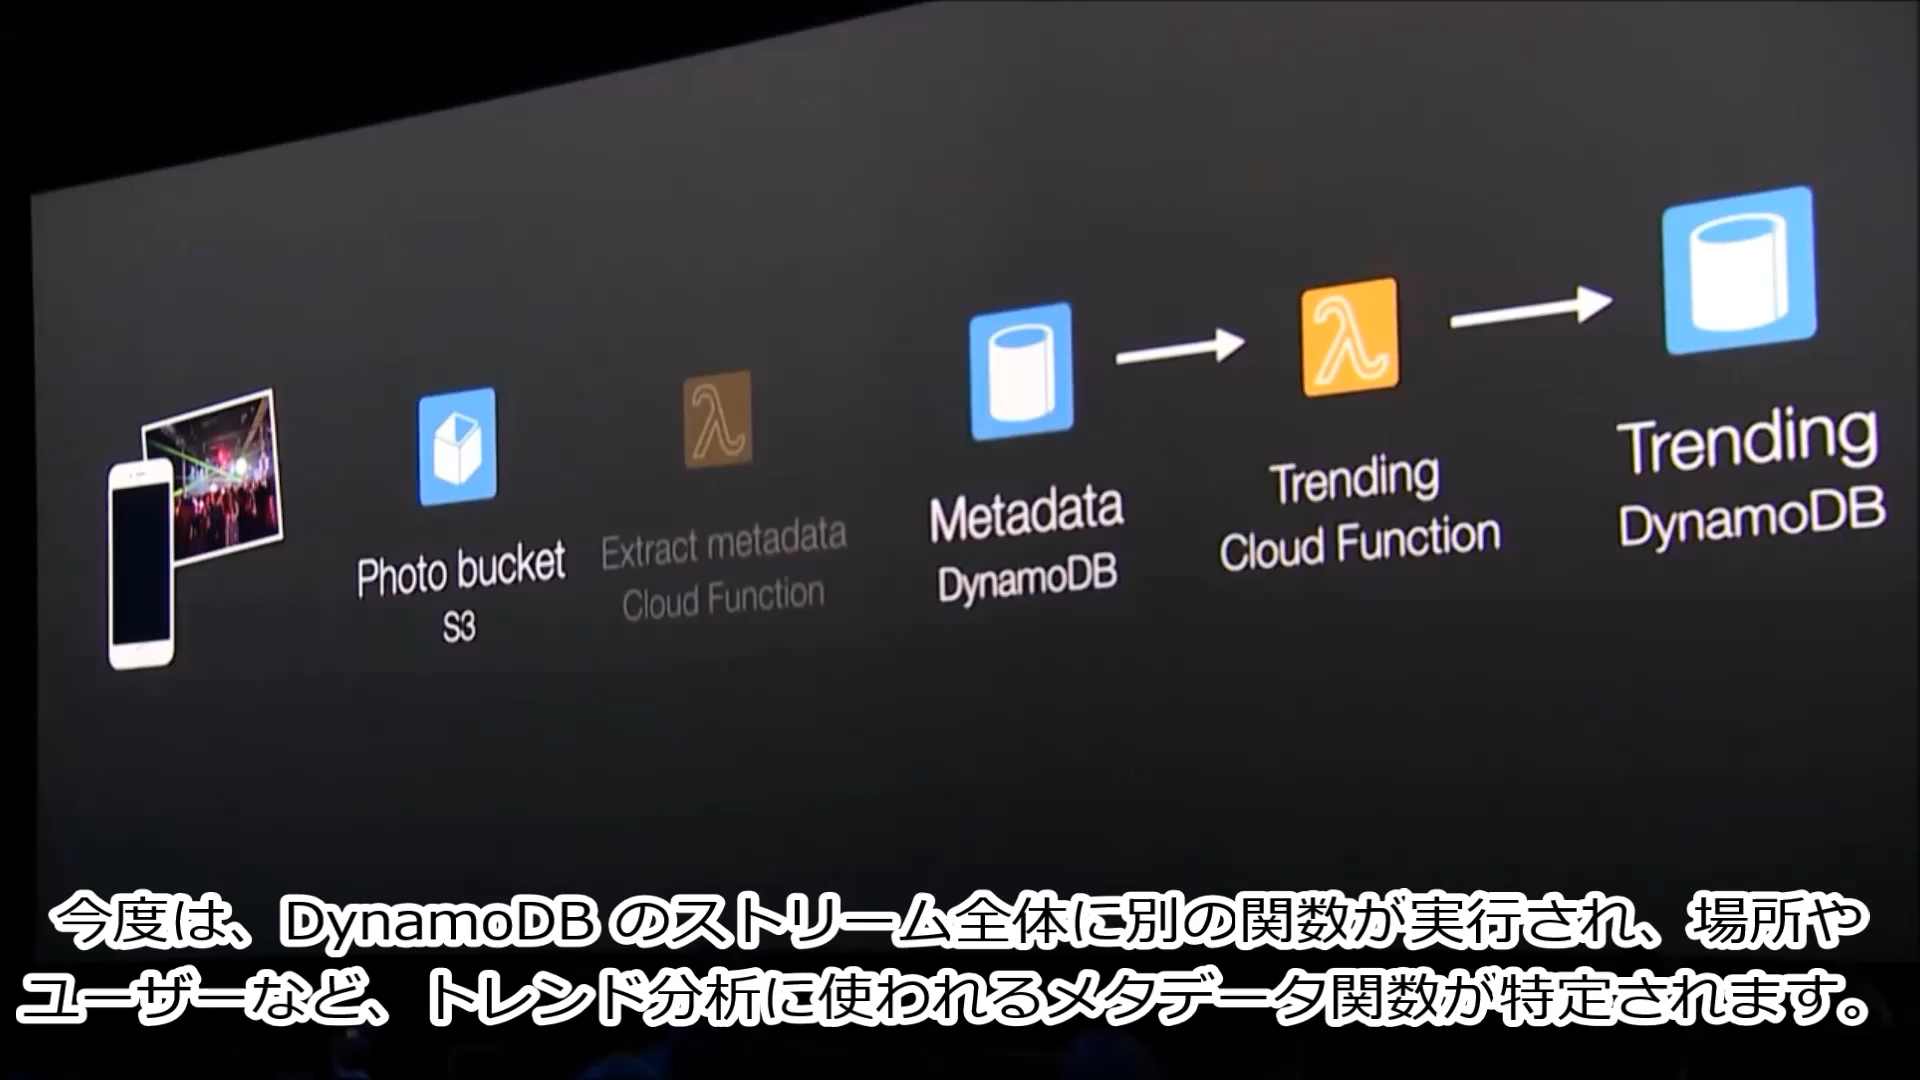 Photo bucket
S3
Extract metadata
Cloud Function
Metadata
DynamoDB
Trending
Cloud Function
Trending
DynamoDB
今度は、DynamoDB のストリーム全体に別の関数が実行され、場所や
ユーザーなど、トレンド分析に使われるメタデータ関数が特定されます。